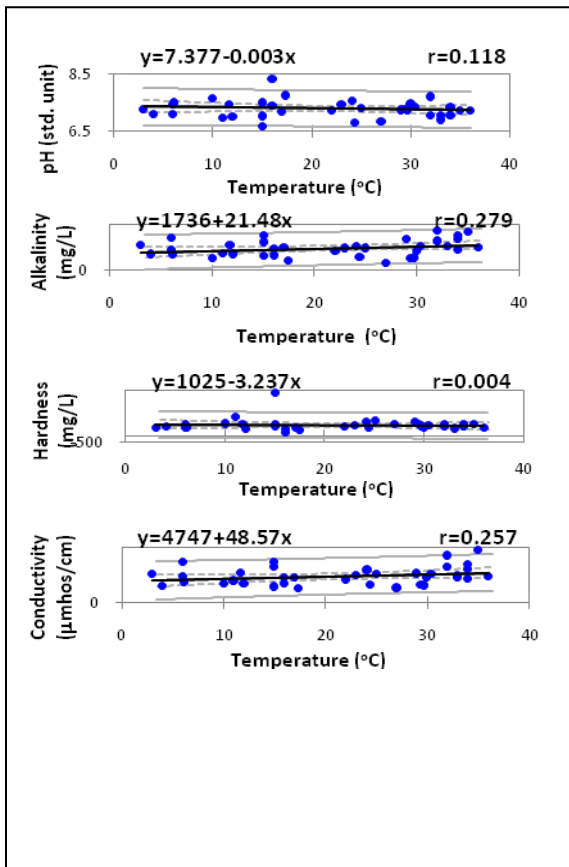 y=7.377-0.003x r=0.118
8.5
6.5
pH (std. unit)
0 10 20 30 40
Temperature (°C)
y=1736+21.48x r=0.279
Alkalinity
(mg/L)
0
0 10 20 30 40
Temperature (°C)
y=1025-3.237x r=0.004
Hardness
(mg/L)
-500
0 10 20 30 40
Temperature (°C)
y=4747+48.57x r=0.257
Conductivity
(µmhos/cm)
0
0 10 20 30 40
Temperature (°C)